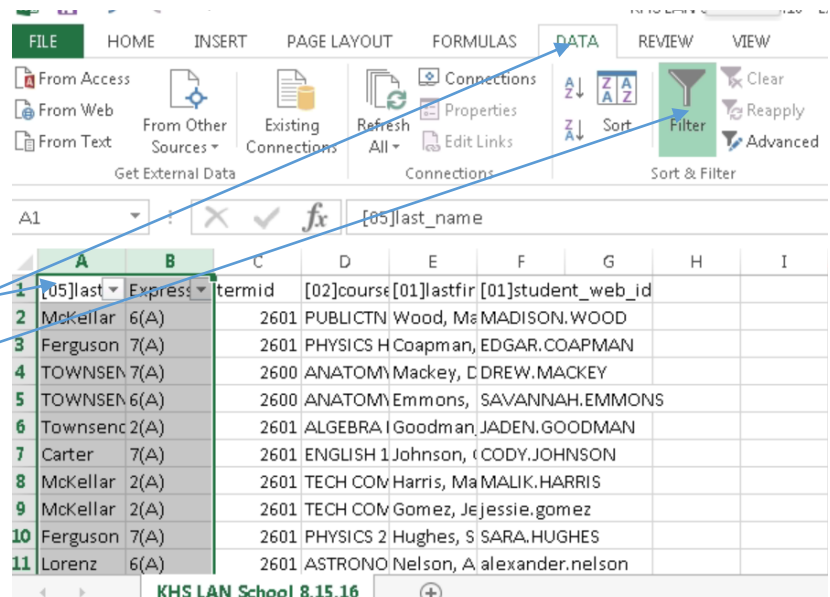 FILE HOME INSERT PAGE LAYOUT FORMULAS DATA REVIEW VIEW
From Access
From Web
From Text
From Other Sources
Existing Connections
Get External Data
Refresh All
Connections
Properties
Edit Links
Connections
A Z
Z A
Z A A Z
Sort
Filter
Clear
Reapply
Advanced
Sort & Filter
A1 fx [05]last_name
A B C D E F G H I
1 [05]last Express termid [02]course [01]lastfir [01]student_web_id
2 McKellar 6(A) 2601 PUBLICTN Wood, Ma MADISON.WOOD
3 Ferguson 7(A) 2601 PHYSICS H Coapman, EDGAR.COAPMAN
4 TOWNSEN 7(A) 2600 ANATOMY Mackey, D DREW.MACKEY
5 TOWNSEN 6(A) 2600 ANATOMY Emmons, SAVANNAH.EMMONS
6 Townsend 2(A) 2601 ALGEBRA Goodman, JADEN.GOODMAN
7 Carter 7(A) 2601 ENGLISH 1 Johnson, CODY.JOHNSON
8 McKellar 2(A) 2601 TECH COM Harris, Ma MALIK.HARRIS
9 McKellar 2(A) 2601 TECH COM Gomez, Je jessie.gomez
10 Ferguson 7(A) 2601 PHYSICS 2 Hughes, S SARA.HUGHES
11 Lorenz 6(A) 2601 ASTRONO Nelson, A alexander.nelson
KHS LAN School 8.15.16